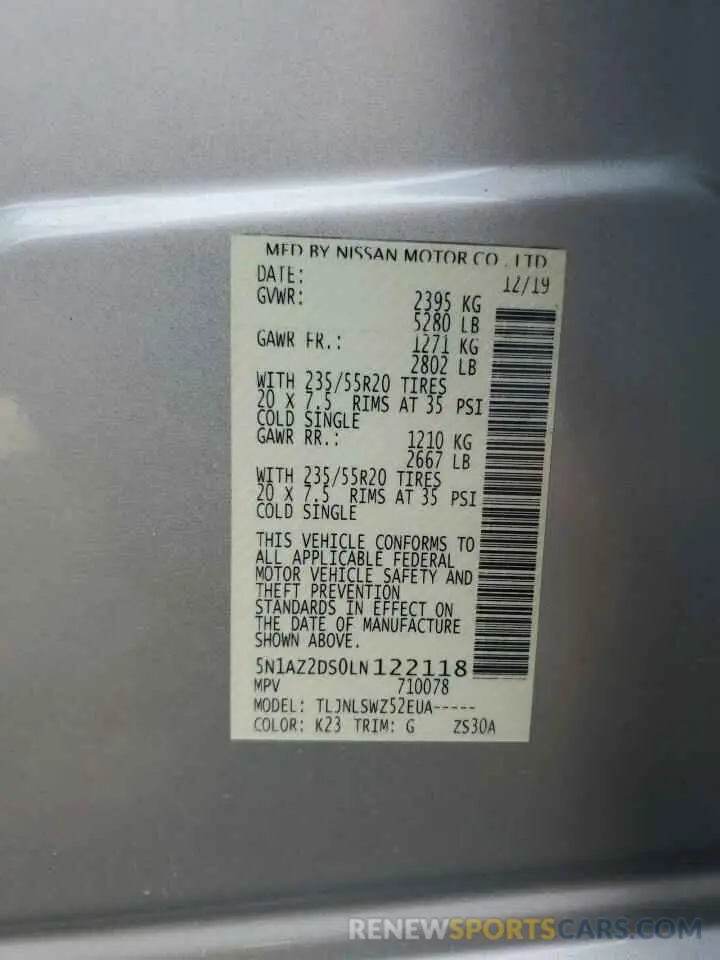 MFD BY NISSAN MOTOR CO., LTD
DATE: 12/19
GVWR: 2395 KG
5280 LB
GAWR FR.: 1271 KG
2802 LB
WITH 235/55R20 TIRES
20 X 7.5 RIMS AT 35 PSI
COLD SINGLE
GAWR RR.: 1210 KG
2667 LB
WITH 235/55R20 TIRES
20 X 7.5 RIMS AT 35 PSI
COLD SINGLE
THIS VEHICLE CONFORMS TO
ALL APPLICABLE FEDERAL
MOTOR VEHICLE SAFETY AND
THEFT PREVENTION
STANDARDS IN EFFECT ON
THE DATE OF MANUFACTURE
SHOWN ABOVE.
5N1AZ2DS0LN122118
MPV 710078
MODEL: TLJNLSWZ52EUA-----
COLOR: K23 TRIM: G ZS30A
RENEWSPORTSCARS.COM